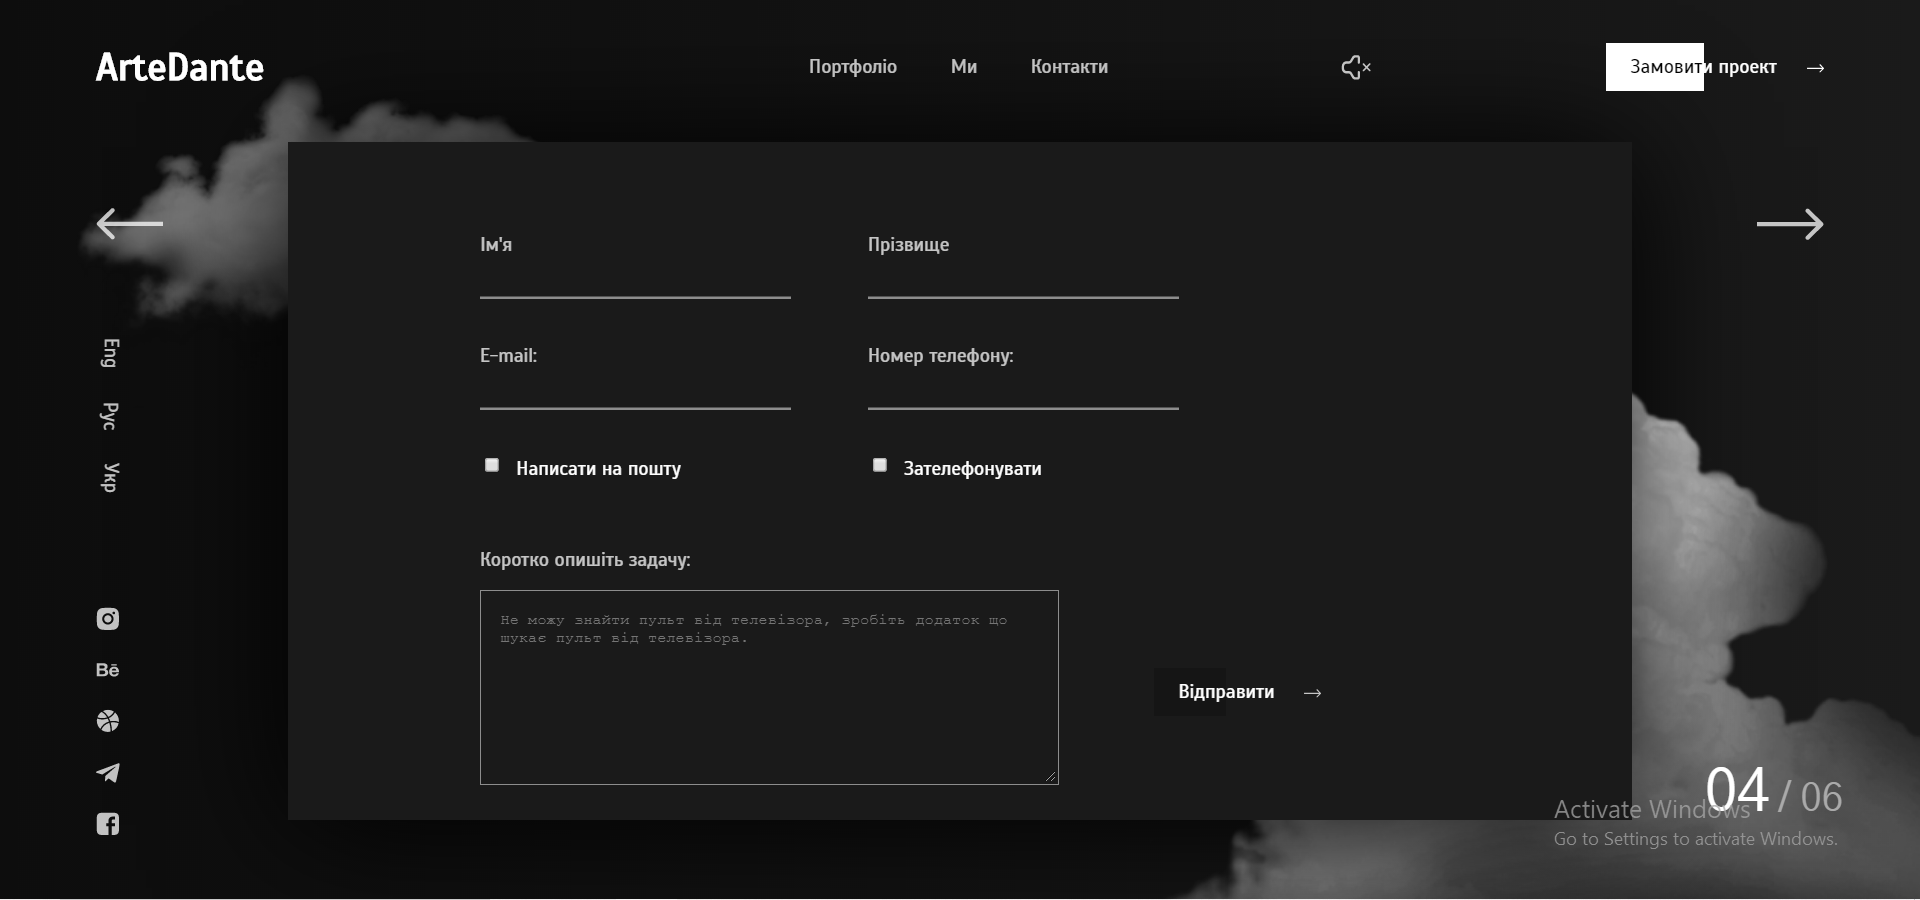 ArteDante
Портфоліо
Ми
Контакти
Замовити проект
Ім'я
Прізвище
Eng
E-mail:
Номер телефону:
Рус
Укр
Написати на пошту
Зателефонувати
Коротко опишіть задачу:
Не можу знайти пульт від телевізора, зробіть додаток що
шукає пульт від телевізора.
Bē
Відправити
04 / 06
Activate Windows
Go to Settings to activate Windows.